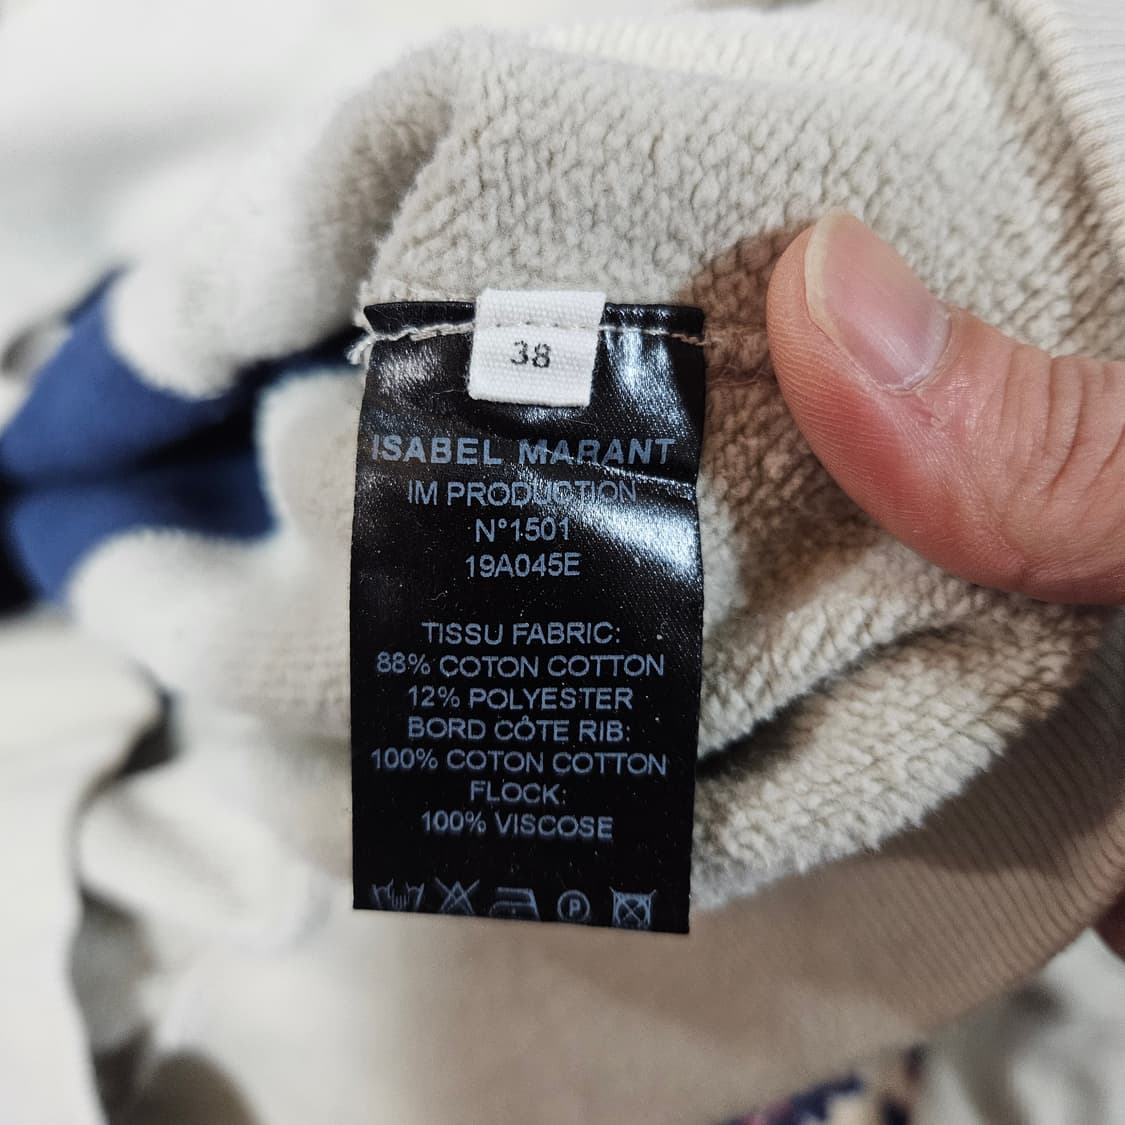 38
ISABEL MARANT
IM PRODUCTION
N°1501
19A045E
TISSU FABRIC:
88% COTON COTTON
12% POLYESTER
BORD CÔTE RIB:
100% COTON COTTON
FLOCK:
100% VISCOSE
P